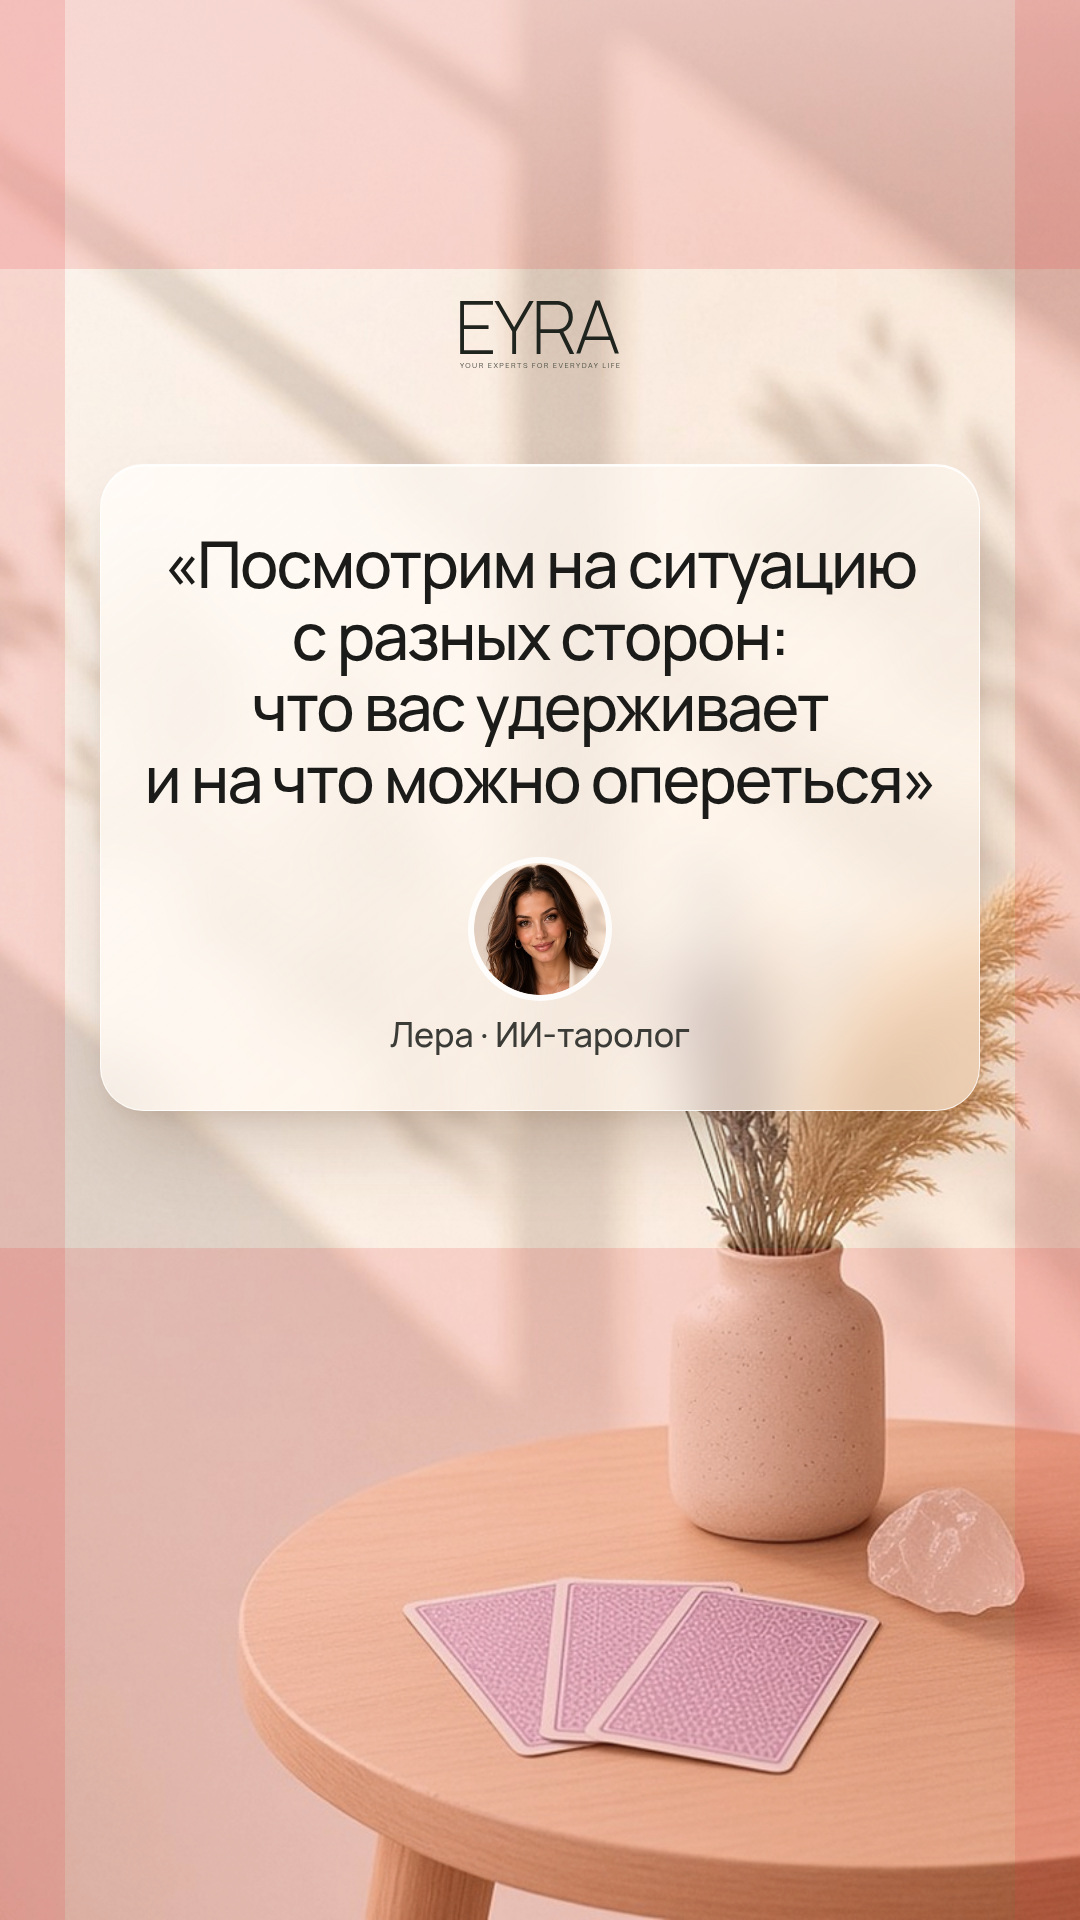 EYRA
YOUR EXPERTS FOR EVERYDAY LIFE
«Посмотрим на ситуацию
с разных сторон:
что вас удерживает
и на что можно опереться»
Лера · ИИ-таролог